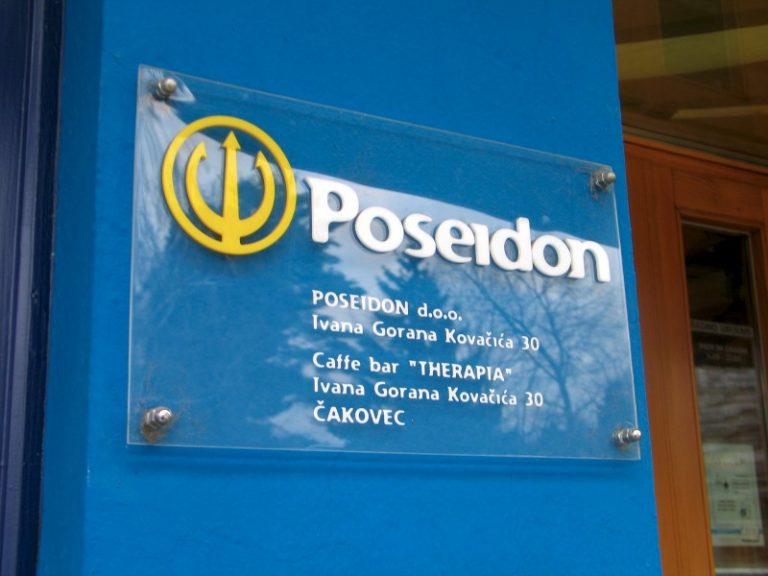 Poseidon
POSEIDON d.o.o.
Ivana Gorana Kovačića 30
Caffe bar "THERAPIA"
Ivana Gorana Kovačića 30
ČAKOVEC